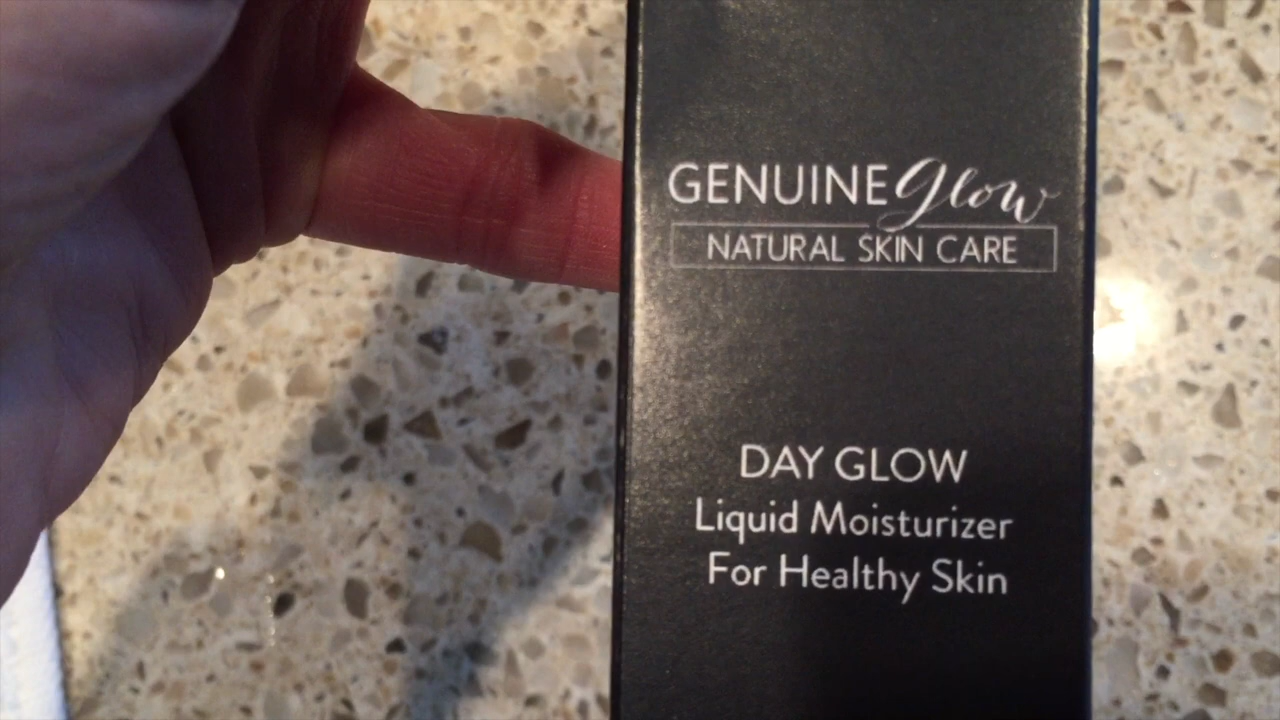 GENUINE glow
NATURAL SKIN CARE
DAY GLOW
Liquid Moisturizer
For Healthy Skin